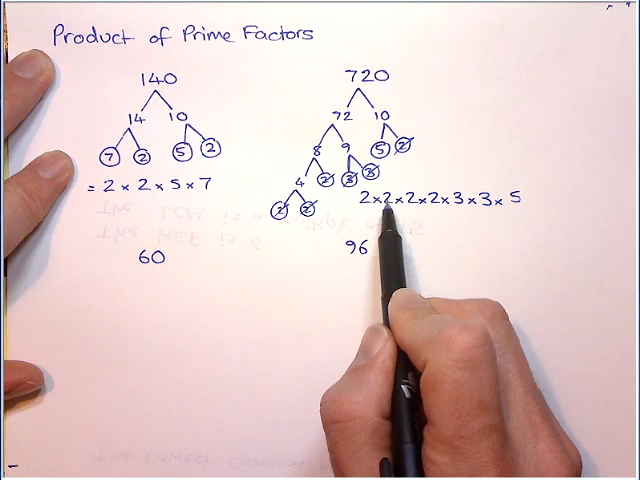 Product of Prime Factors
140
14 10
7 2 5 2
= 2 × 2 × 5 × 7
720
72 10
8 9 5 2
4 2 3 3
2 2
2 × 2 × 2 × 2 × 3 × 3 × 5
60
96